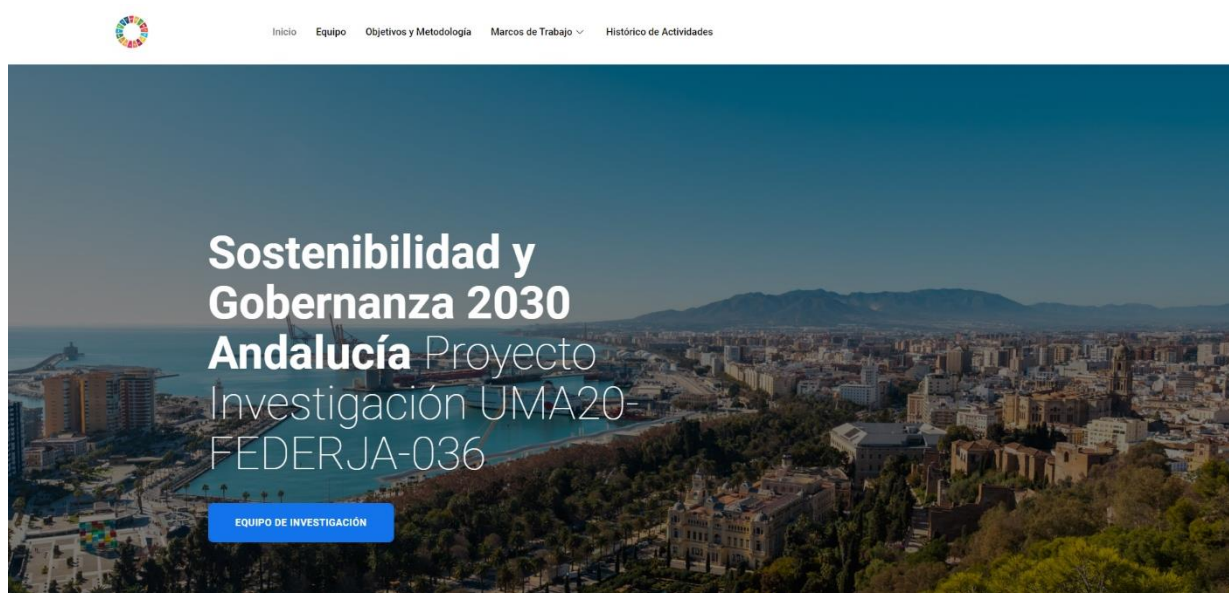 Inicio Equipo Objetivos y Metodología Marcos de Trabajo Histórico de Actividades
Sostenibilidad y
Gobernanza 2030
Andalucía Proyecto
Investigación UMA20-
FEDERJA-036
EQUIPO DE INVESTIGACIÓN